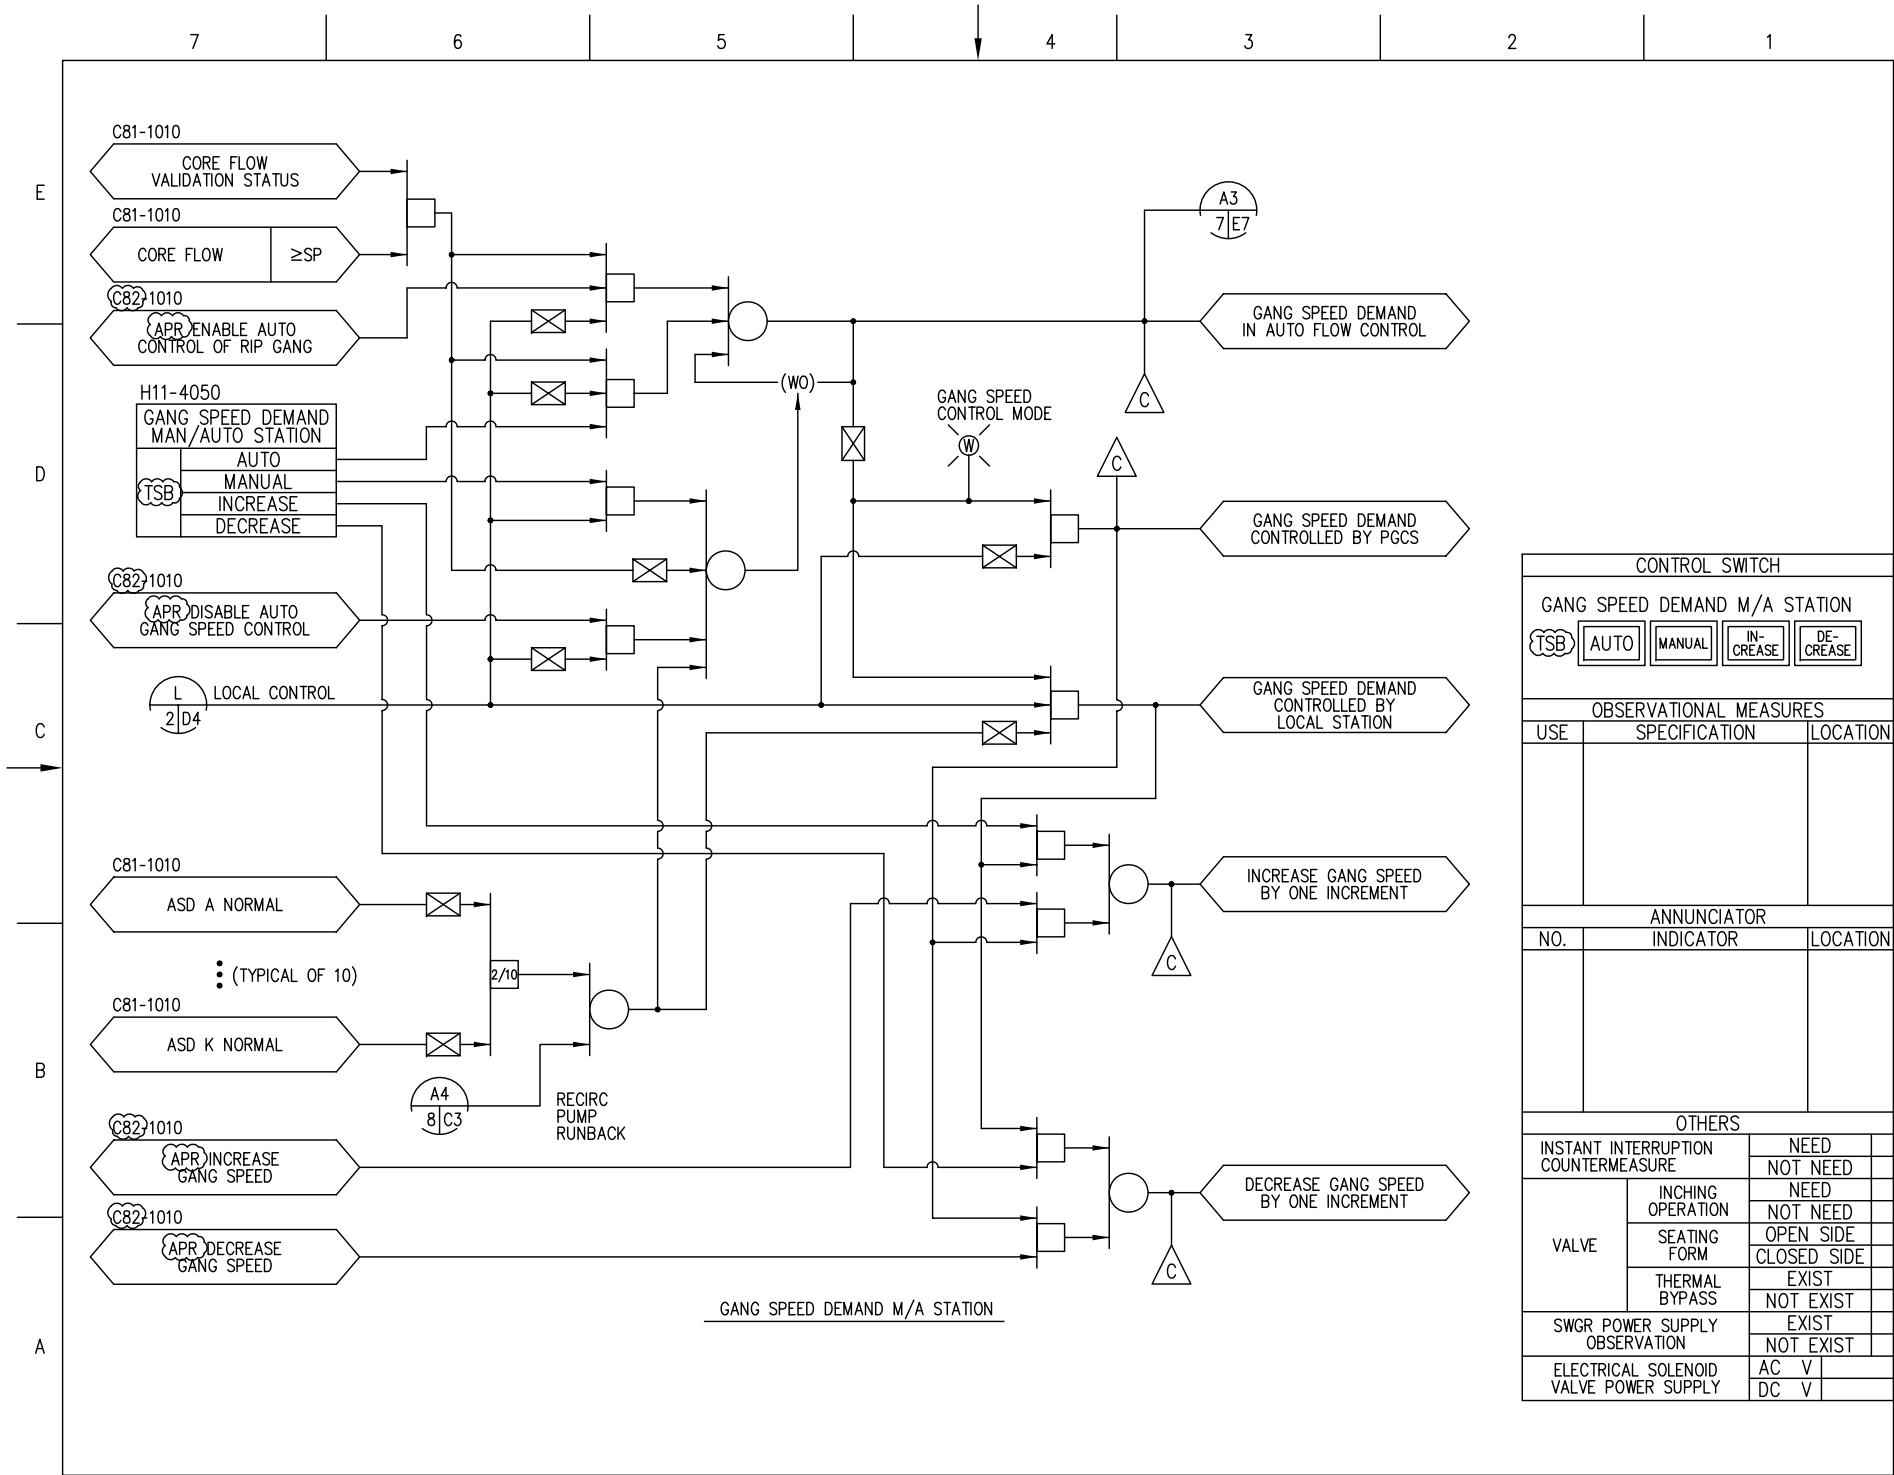 7 6 5 4 3 2 1
E
D
C
B
A
C81-1010
CORE FLOW
VALIDATION STATUS
C81-1010
CORE FLOW ≥SP
C82-1010
APR ENABLE AUTO
CONTROL OF RIP GANG
H11-4050
GANG SPEED DEMAND
MAN/AUTO STATION
TSB
AUTO
MANUAL
INCREASE
DECREASE
C82-1010
APR DISABLE AUTO
GANG SPEED CONTROL
L
2 D4
LOCAL CONTROL
C81-1010
ASD A NORMAL
(TYPICAL OF 10)
C81-1010
ASD K NORMAL
2/10
A4
8 C3
RECIRC
PUMP
RUNBACK
C82-1010
APR INCREASE
GANG SPEED
C82-1010
APR DECREASE
GANG SPEED
(WO)
GANG SPEED
CONTROL MODE
W
A3
7 E7
GANG SPEED DEMAND
IN AUTO FLOW CONTROL
C
C
GANG SPEED DEMAND
CONTROLLED BY PGCS
GANG SPEED DEMAND
CONTROLLED BY
LOCAL STATION
INCREASE GANG SPEED
BY ONE INCREMENT
C
DECREASE GANG SPEED
BY ONE INCREMENT
C
GANG SPEED DEMAND M/A STATION
CONTROL SWITCH
GANG SPEED DEMAND M/A STATION
TSB AUTO MANUAL IN-CREASE DE-CREASE
OBSERVATIONAL MEASURES
USE SPECIFICATION LOCATION
ANNUNCIATOR
NO. INDICATOR LOCATION
OTHERS
INSTANT INTERRUPTION
COUNTERMEASURE
NEED
NOT NEED
VALVE
INCHING
OPERATION
NEED
NOT NEED
SEATING
FORM
OPEN SIDE
CLOSED SIDE
THERMAL
BYPASS
EXIST
NOT EXIST
SWGR POWER SUPPLY
OBSERVATION
EXIST
NOT EXIST
ELECTRICAL SOLENOID
VALVE POWER SUPPLY
AC V
DC V